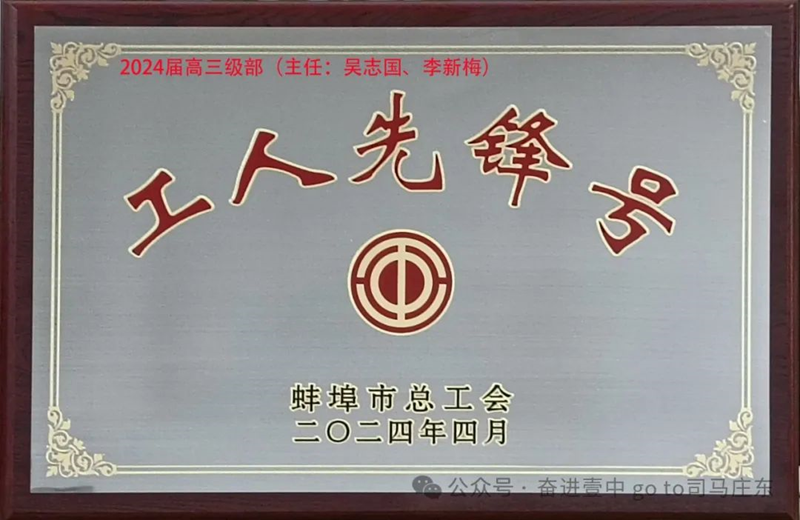 2024届高三级部（主任：吴志国、李新梅）
工人先锋号
蚌埠市总工会
二〇二四年四月
公众号·奋进壹中 go to司马庄东